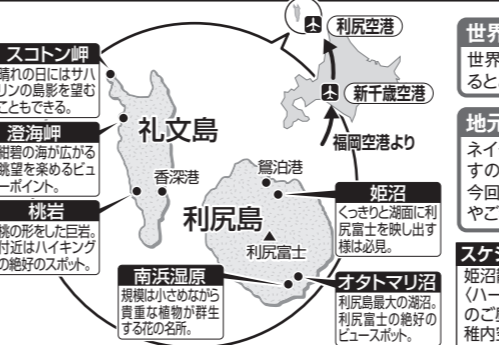 スコトン岬
晴れの日にはサハ
リンの島影を望む
こともできる。
澄海岬
紺碧の海が広がる
眺望を楽めるビュ
ーポイント。
桃岩
桃の形をした巨岩。
付近はハイキング
の絶好のスポット。
礼文島
香深港
利尻空港
新千歳空港
福岡空港より
鴛泊港
利尻島
利尻富士
姫沼
くっきりと湖面に利
尻富士を映し出す
様は必見。
南浜湿原
規模は小さめながら
貴重な植物が群生
する花の名所。
オタトマリ沼
利尻島最大の湖沼。
利尻富士の絶好の
ビュースポット。
世界
世界
ると
地元
ネイ
すの
今回
やご
スケ
姫沼
〈ハー
のご
稚内空